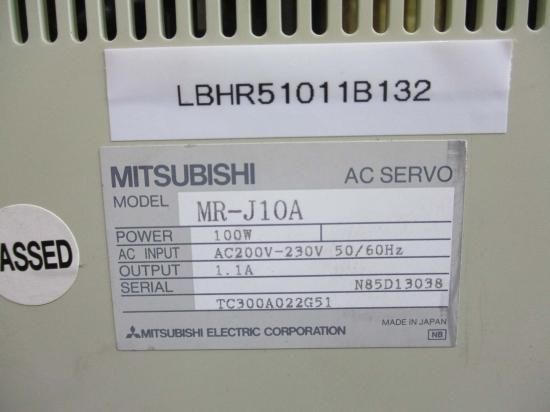 LBHR51011B132
MITSUBISHI AC SERVO
MODEL MR-J10A
POWER 100W
AC INPUT AC200V-230V 50/60Hz
OUTPUT 1.1A
SERIAL N85D13038
TC300A022G51
MITSUBISHI ELECTRIC CORPORATION
MADE IN JAPAN
NB
ASSED